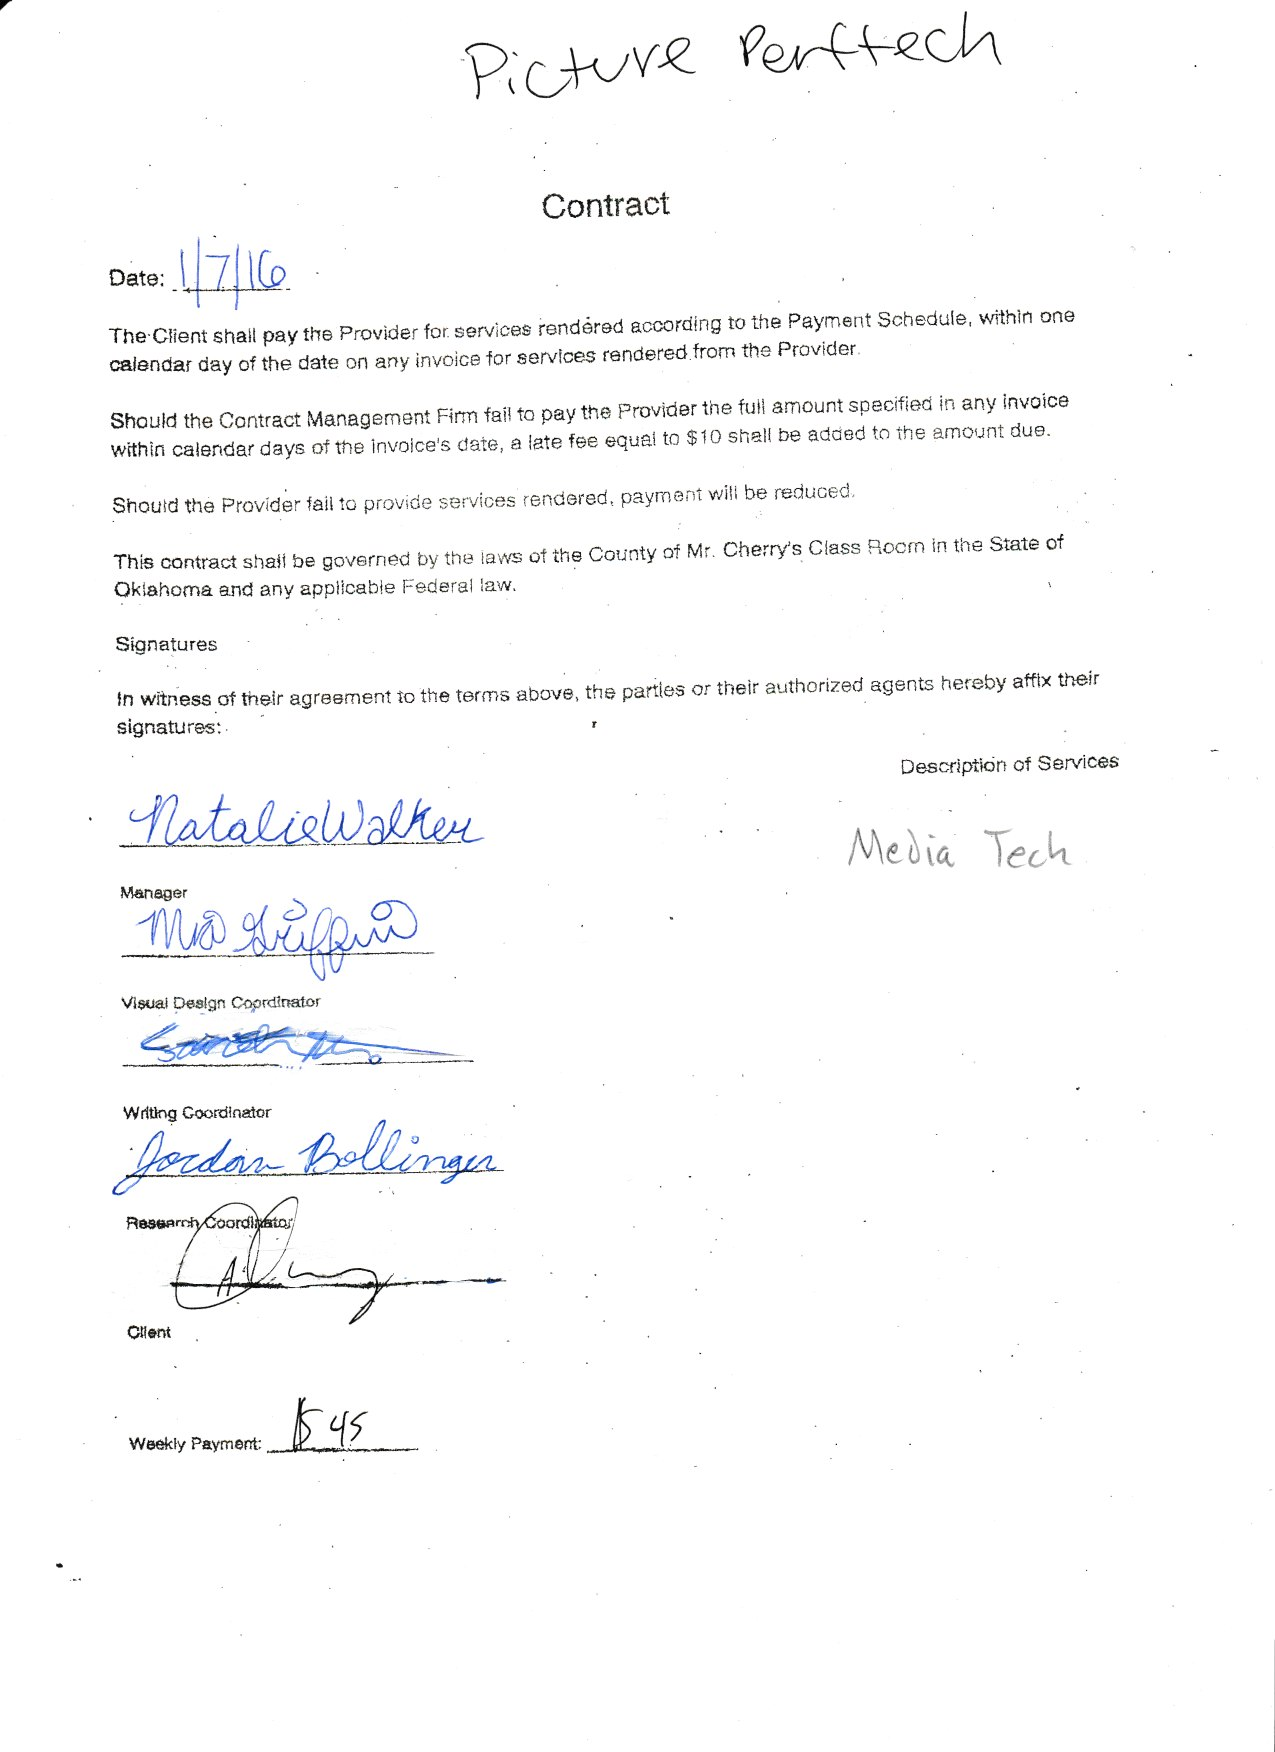 Picture Perftech
Contract
Date: 1/7/16
The Client shall pay the Provider for services rendered according to the Payment Schedule, within one
calendar day of the date on any invoice for services rendered from the Provider.
Should the Contract Management Firm fail to pay the Provider the full amount specified in any invoice
within calendar days of the invoice's date, a late fee equal to $10 shall be added to the amount due.
Should the Provider fail to provide services rendered, payment will be reduced.
This contract shall be governed by the laws of the County of Mr. Cherry's Class Room in the State of
Oklahoma and any applicable Federal law.
Signatures
In witness of their agreement to the terms above, the parties or their authorized agents hereby affix their
signatures:
Description of Services
Natalie Walker
Media Tech
Manager
Mia Griffin
Visual Design Coordinator
Writing Coordinator
Jordan Bollinger
Research Coordinator
Client
Weekly Payment: $45